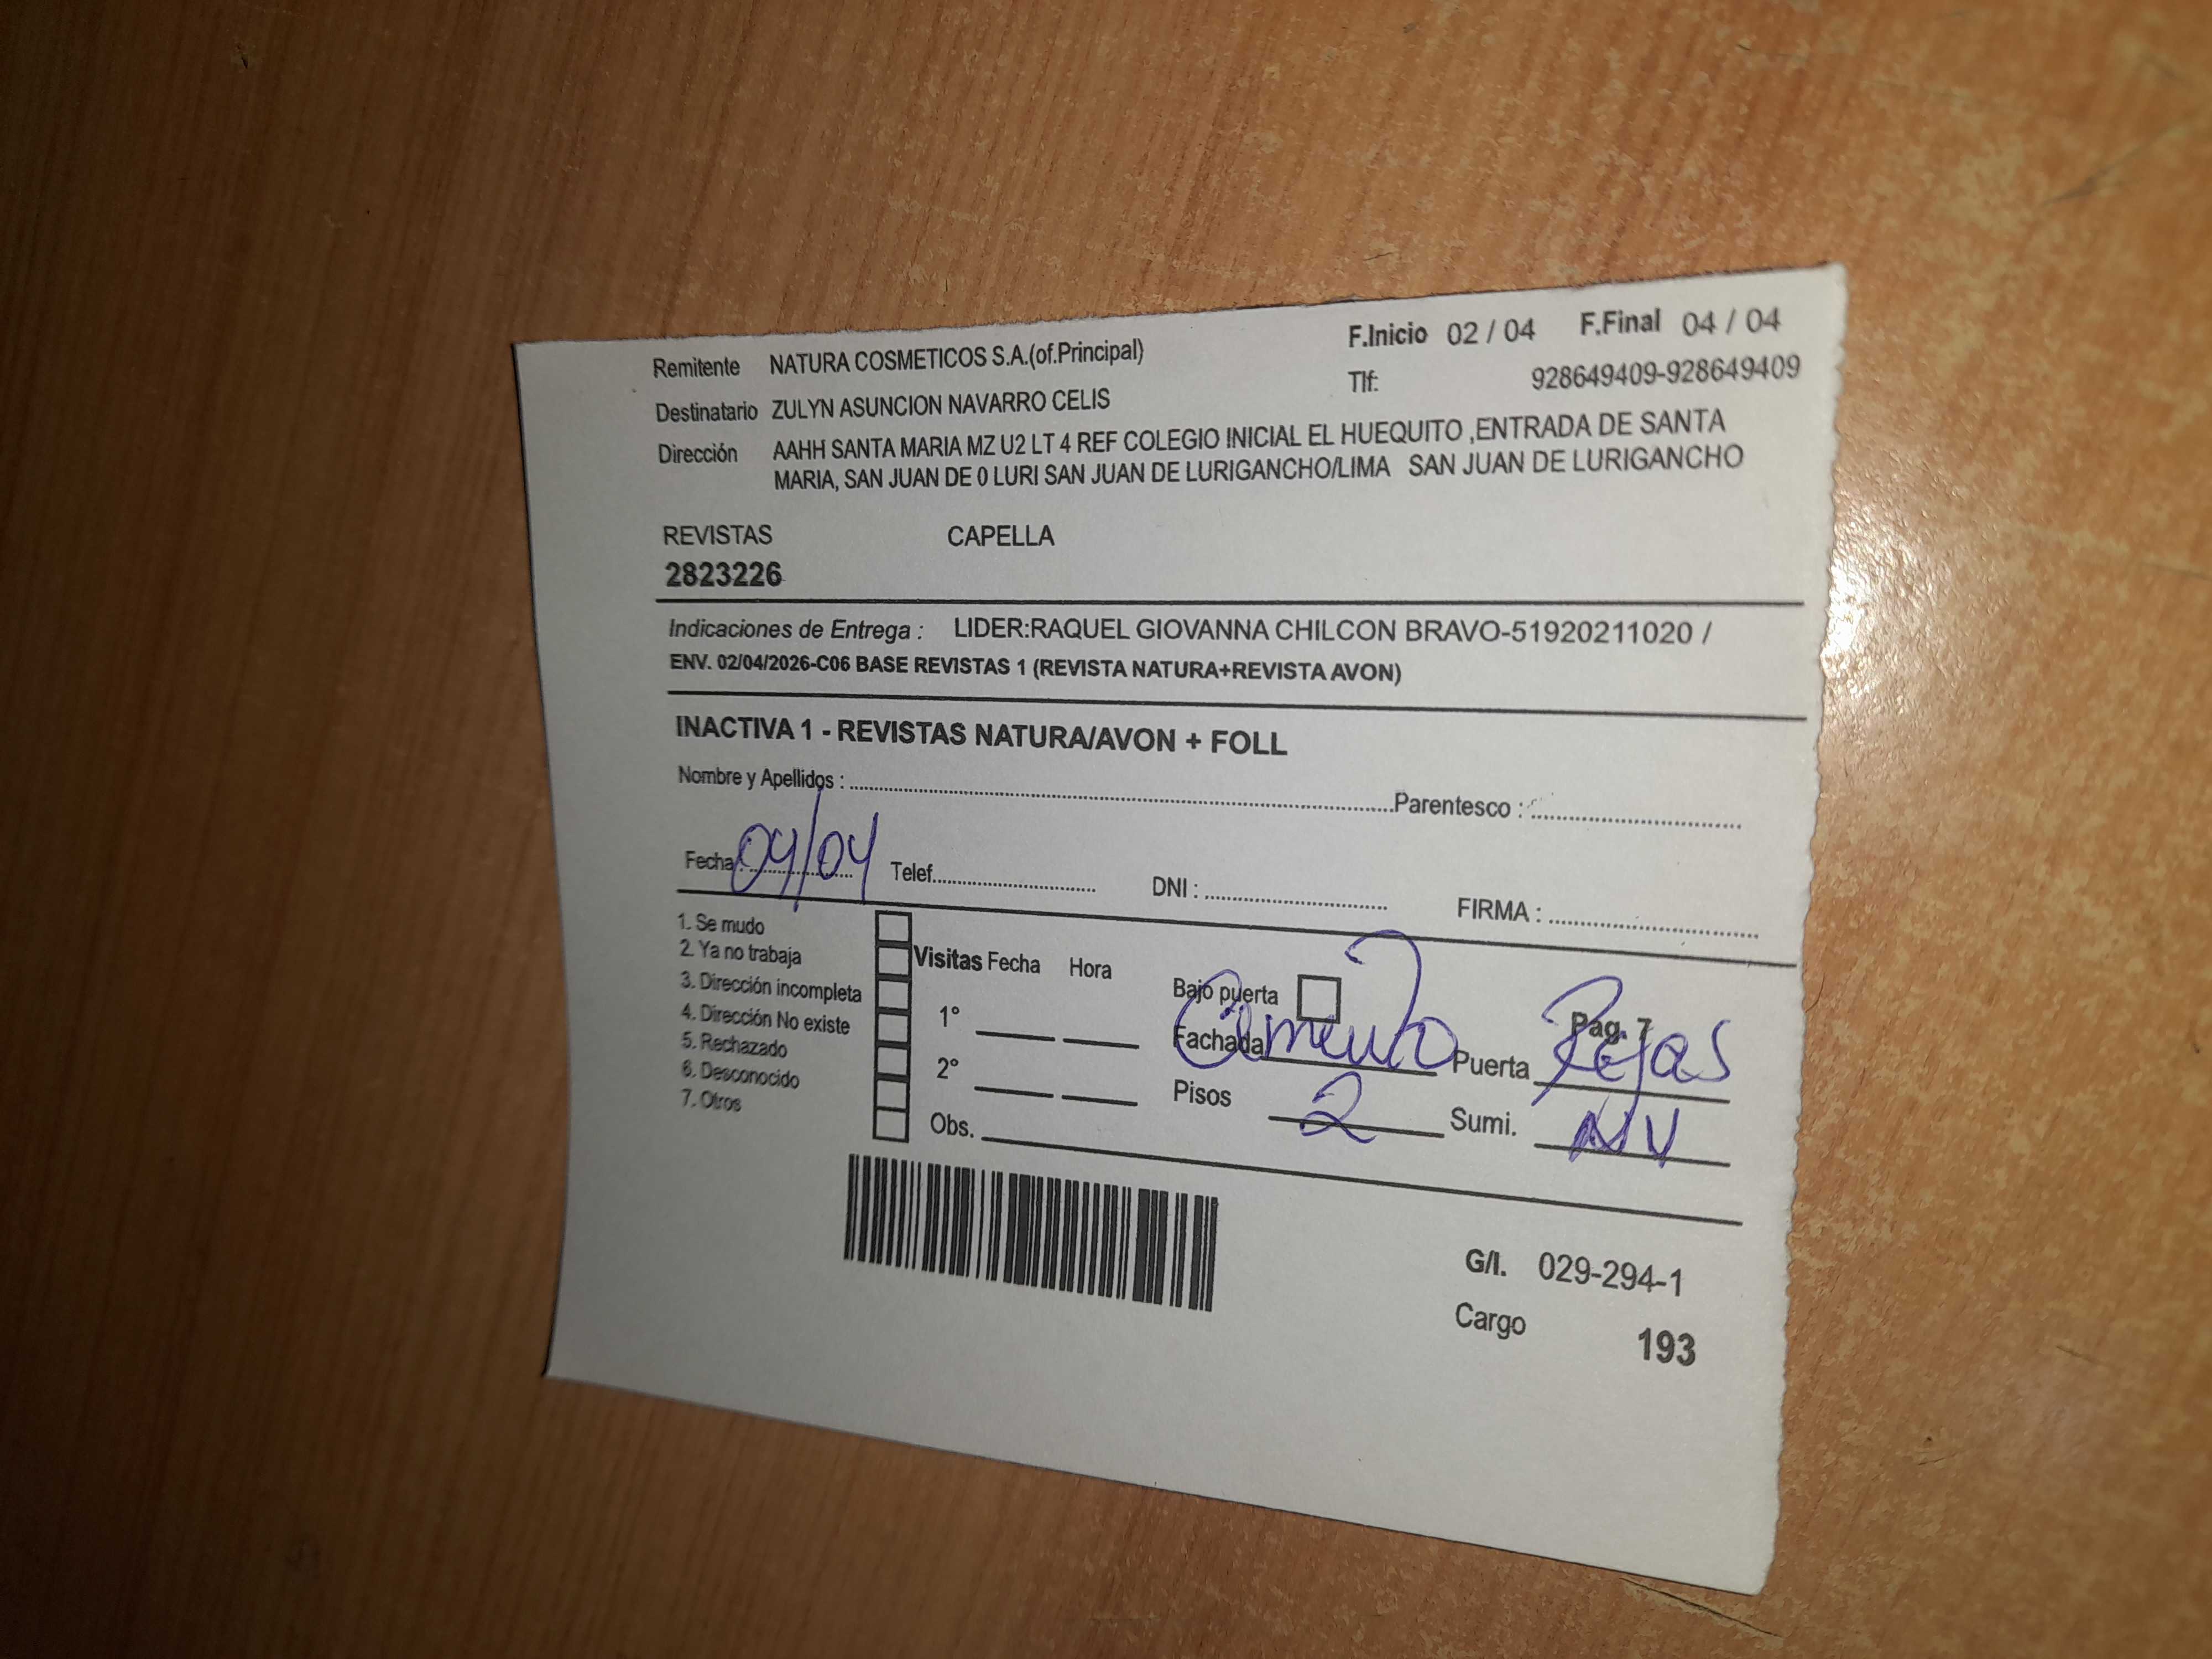 Remitente NATURA COSMETICOS S.A.(of.Principal) F.Inicio 02 / 04 F.Final 04 / 04
Destinatario ZULYN ASUNCION NAVARRO CELIS Tlf: 928649409-928649409
Dirección AAHH SANTA MARIA MZ U2 LT 4 REF COLEGIO INICIAL EL HUEQUITO ,ENTRADA DE SANTA
MARIA, SAN JUAN DE 0 LURI SAN JUAN DE LURIGANCHO/LIMA SAN JUAN DE LURIGANCHO
REVISTAS CAPELLA
2823226
Indicaciones de Entrega : LIDER:RAQUEL GIOVANNA CHILCON BRAVO-51920211020 /
ENV. 02/04/2026-C06 BASE REVISTAS 1 (REVISTA NATURA+REVISTA AVON)
INACTIVA 1 - REVISTAS NATURA/AVON + FOLL
Nombre y Apellidos : Parentesco :
Fecha : 04/04 Telef. DNI : FIRMA :
1. Se mudo
2. Ya no trabaja
3. Dirección incompleta
4. Dirección No existe
5. Rechazado
6. Desconocido
7. Otros
Visitas Fecha Hora
1°
2°
Obs.
Bajo puerta Pag. 7
Fachada Cemento Puerta Rejas
Pisos 2 Sumi. NV
G/I. 029-294-1
Cargo 193